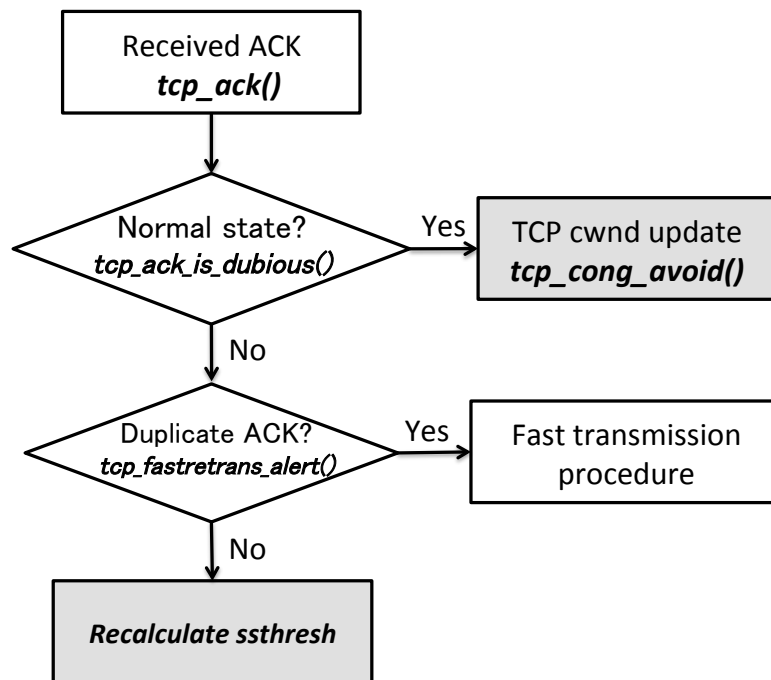 Received ACK
tcp_ack()
Normal state?
tcp_ack_is_dubious()
Yes
TCP cwnd update
tcp_cong_avoid()
No
Duplicate ACK?
tcp_fastretrans_alert()
Yes
Fast transmission
procedure
No
Recalculate ssthresh